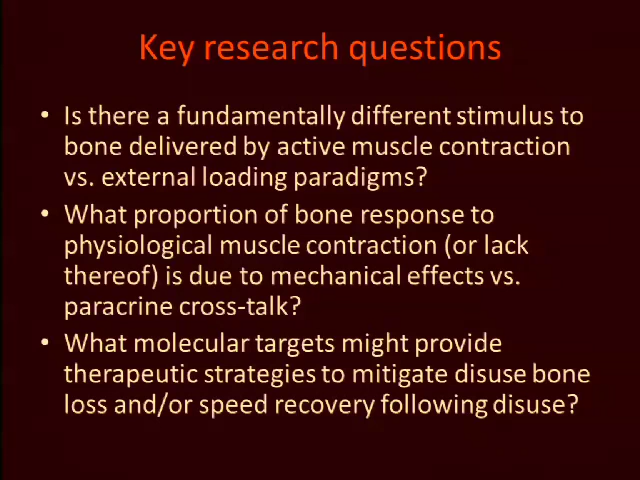 Key research questions
• Is there a fundamentally different stimulus to
bone delivered by active muscle contraction
vs. external loading paradigms?
• What proportion of bone response to
physiological muscle contraction (or lack
thereof) is due to mechanical effects vs.
paracrine cross-talk?
• What molecular targets might provide
therapeutic strategies to mitigate disuse bone
loss and/or speed recovery following disuse?